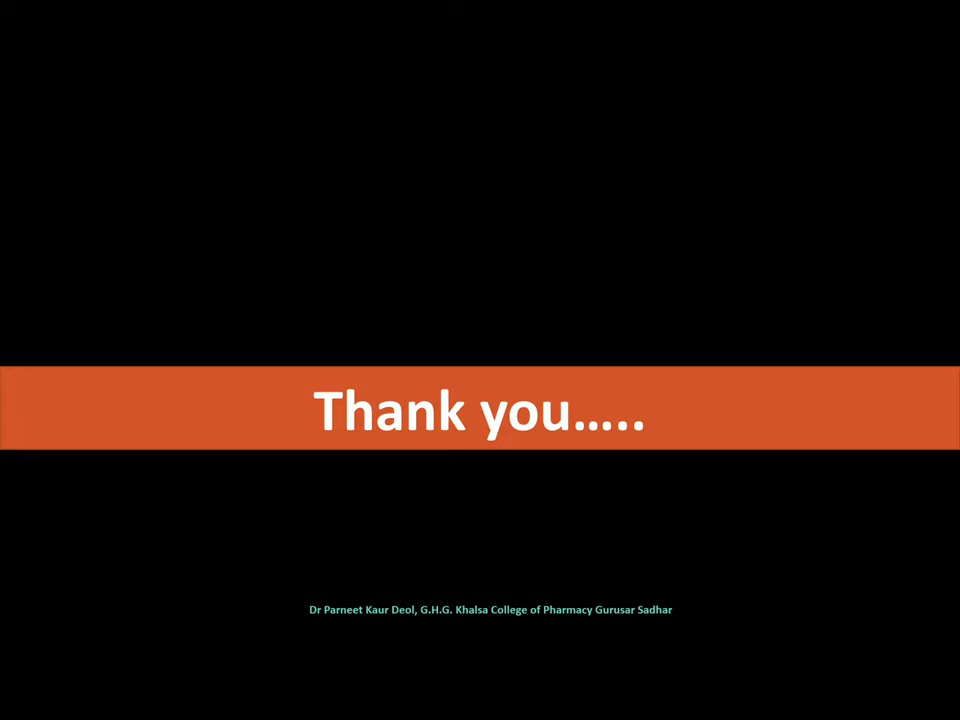 Thank you.....
Dr Parneet Kaur Deol, G.H.G. Khalsa College of Pharmacy Gurusar Sadhar